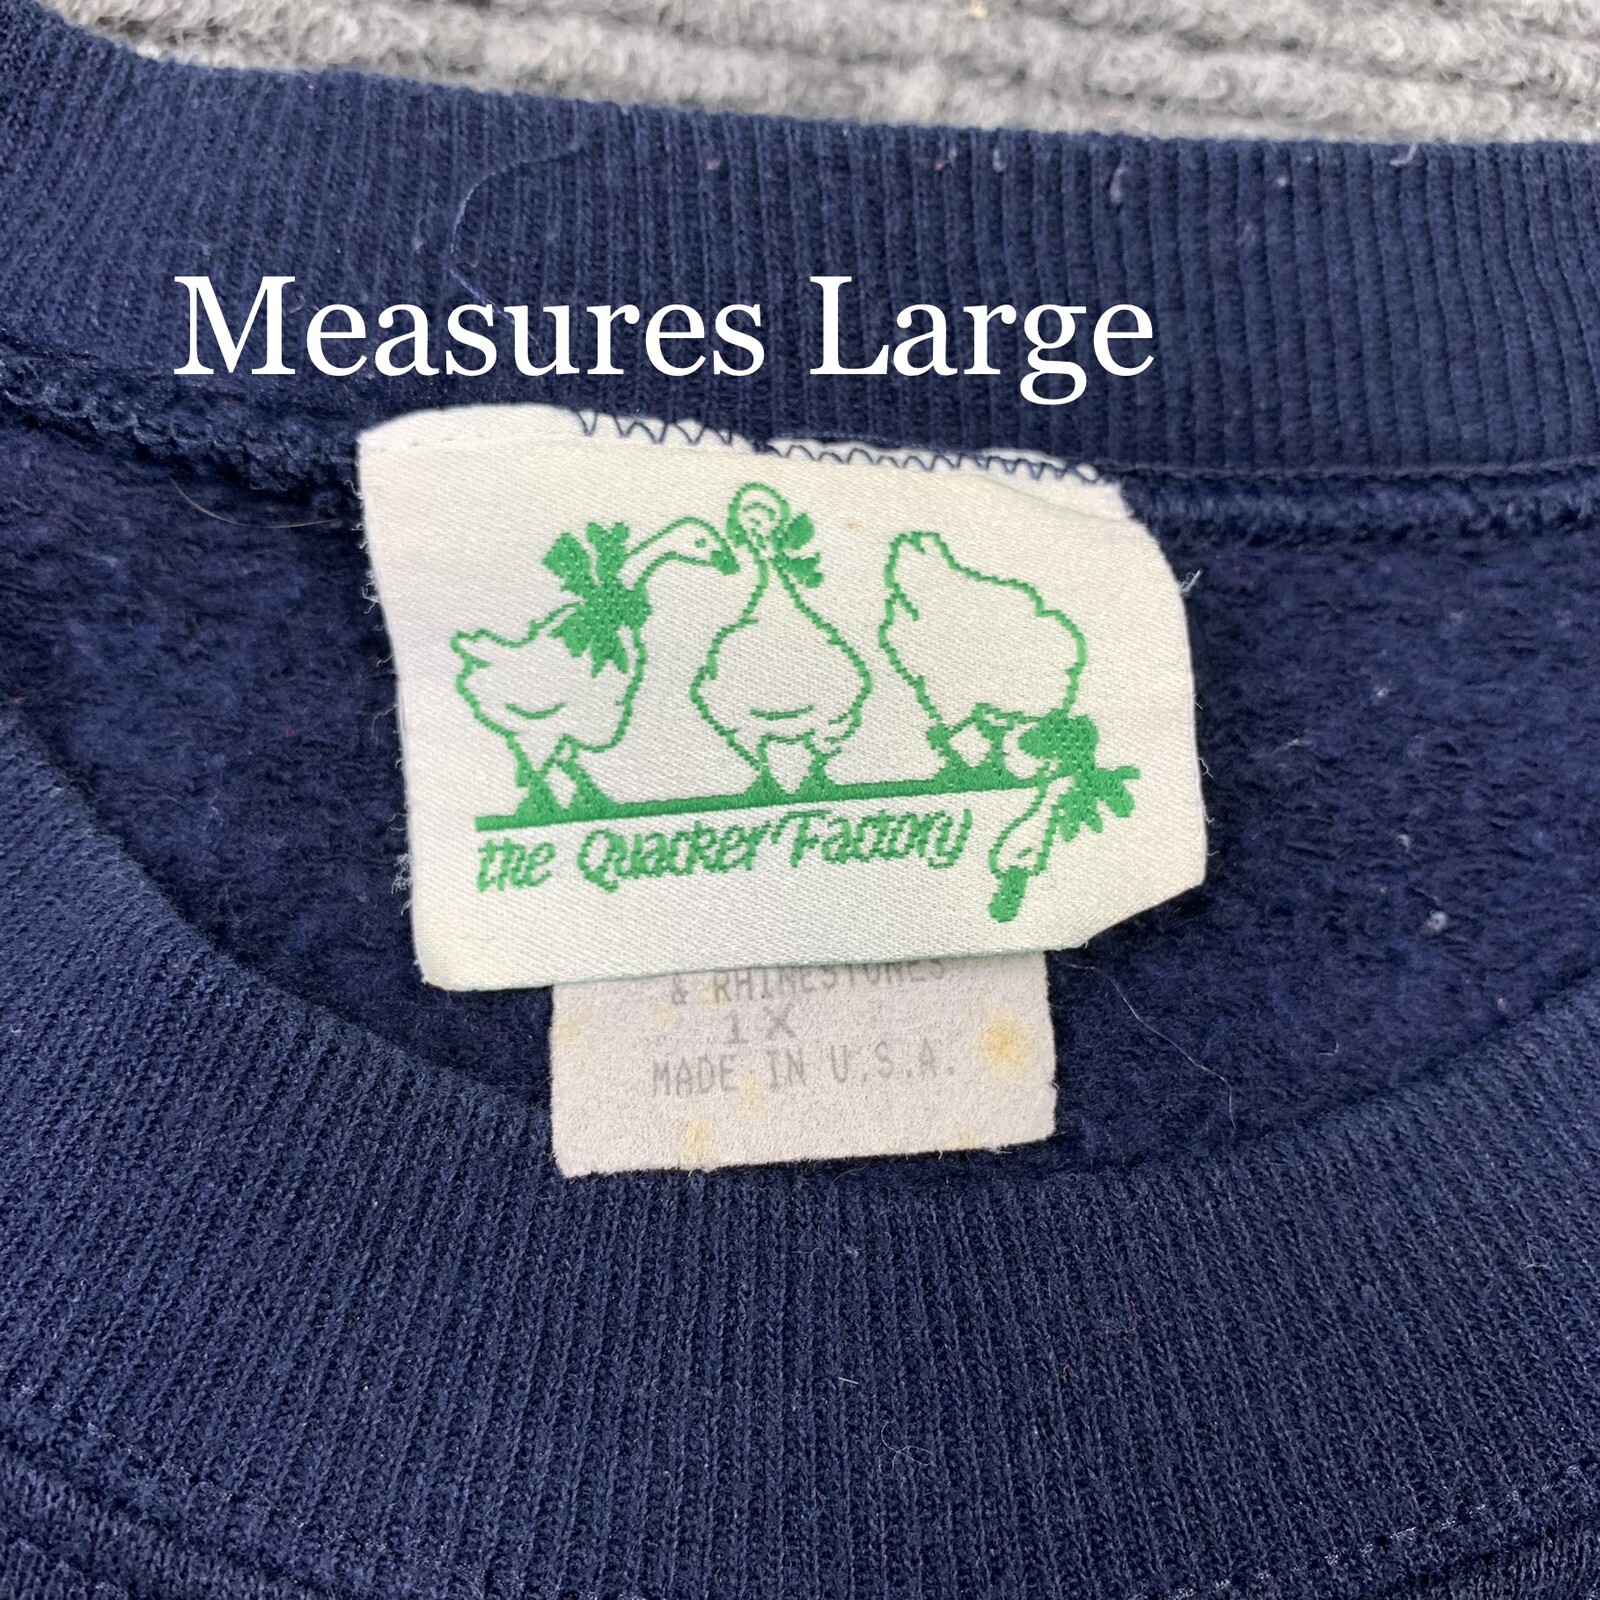 Measures Large
the Quacker Factory
& RHINESTONES
1X
MADE IN U.S.A.